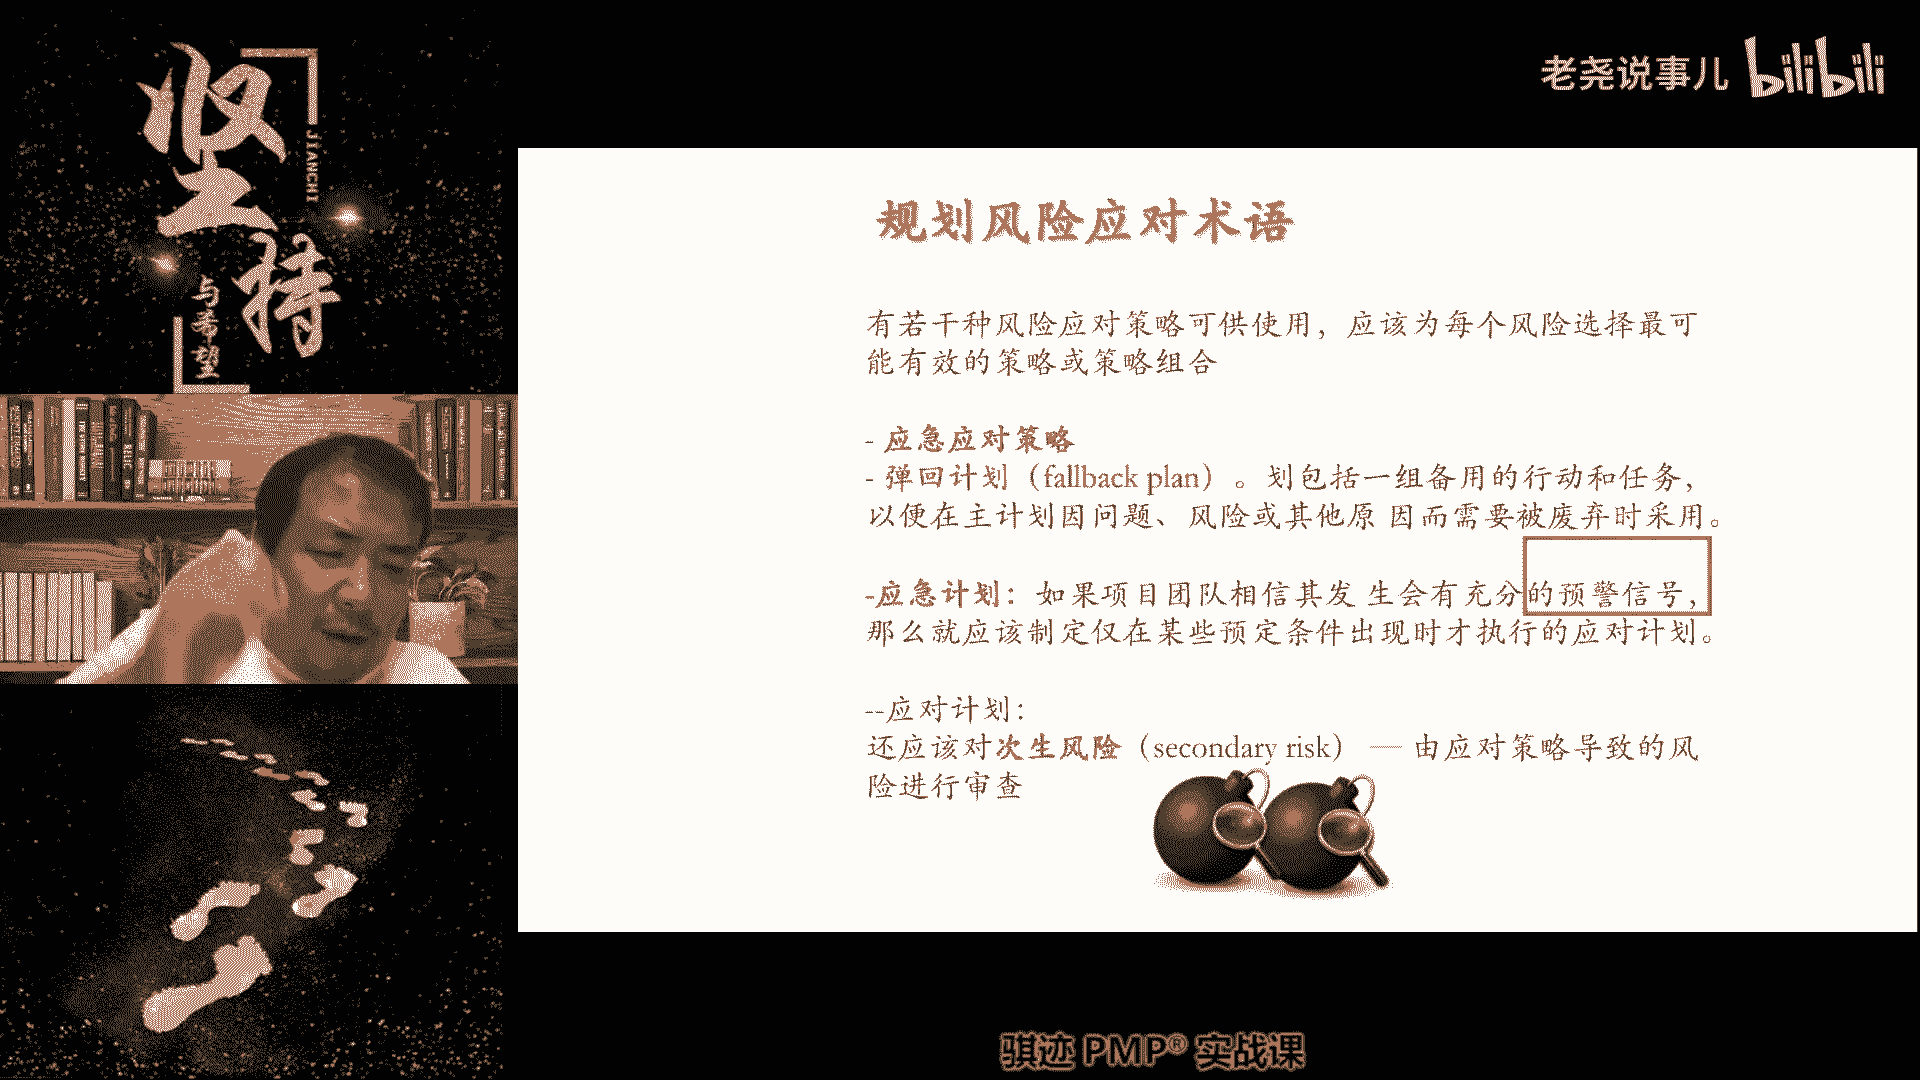 坚持
JIANCHI
与希望
老尧说事儿 bilibili
规划风险应对术语
有若干种风险应对策略可供使用，应该为每个风险选择最可
能有效的策略或策略组合
- 应急应对策略
- 弹回计划（fallback plan）。划包括一组备用的行动和任务，
以便在主计划因问题、风险或其他原 因而需要被废弃时采用。
-应急计划：如果项目团队相信其发 生会有充分的预警信号，
那么就应该制定仅在某些预定条件出现时才执行的应对计划。
--应对计划：
还应该对次生风险（secondary risk） — 由应对策略导致的风
险进行审查
骐迹 PMP® 实战课